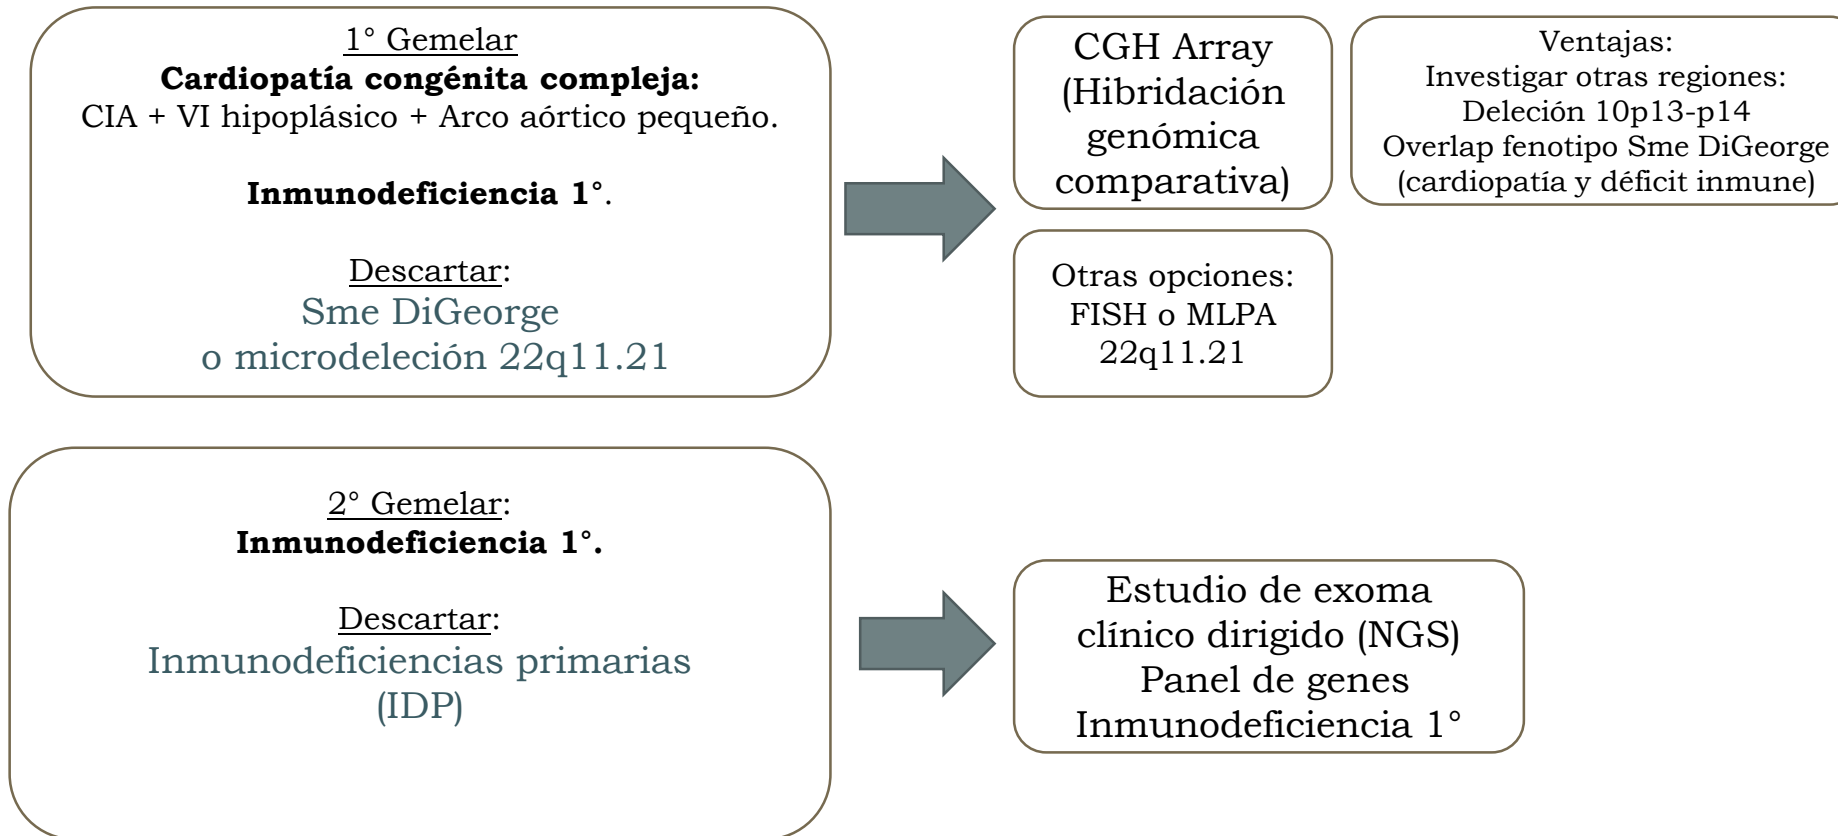 1° Gemelar
Cardiopatía congénita compleja:
CIA + VI hipoplásico + Arco aórtico pequeño.
Inmunodeficiencia 1°.
Descartar:
Sme DiGeorge
o microdeleción 22q11.21
CGH Array
(Hibridación
genómica
comparativa)
Ventajas:
Investigar otras regiones:
Deleción 10p13-p14
Overlap fenotipo Sme DiGeorge
(cardiopatía y déficit inmune)
Otras opciones:
FISH o MLPA
22q11.21
2° Gemelar:
Inmunodeficiencia 1°.
Descartar:
Inmunodeficiencias primarias
(IDP)
Estudio de exoma
clínico dirigido (NGS)
Panel de genes
Inmunodeficiencia 1°